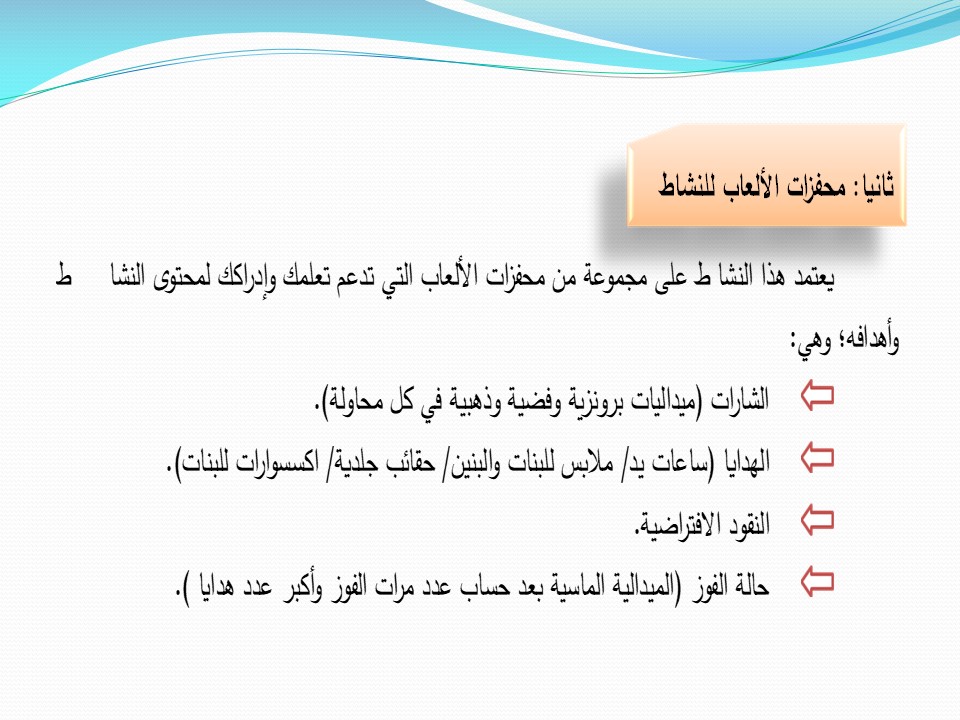 ثانيا: محفزات الألعاب للنشاط
يعتمد هذا النشا ط على مجموعة من محفزات الألعاب التي تدعم تعلمك وإدراكك لمحتوى النشا ط
وأهدافه؛ وهي:
الشارات (ميداليات برونزية وفضية وذهبية في كل محاولة).
الهدايا (ساعات يد/ ملابس للبنات والبنين/ حقائب جلدية/ اكسسوارات للبنات).
النقود الافتراضية.
حالة الفوز (الميدالية الماسية بعد حساب عدد مرات الفوز وأكبر عدد هدايا ).